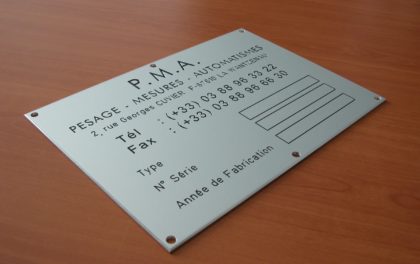 P.M.A.
PESAGE - MESURES - AUTOMATISMES
2, rue Georges CUVIER F-67610 LA WANTZENAU
Tél : (+33) 03 88 96 33 22
Fax : (+33) 03 88 96 66 30
Type
N° Série
Année de Fabrication